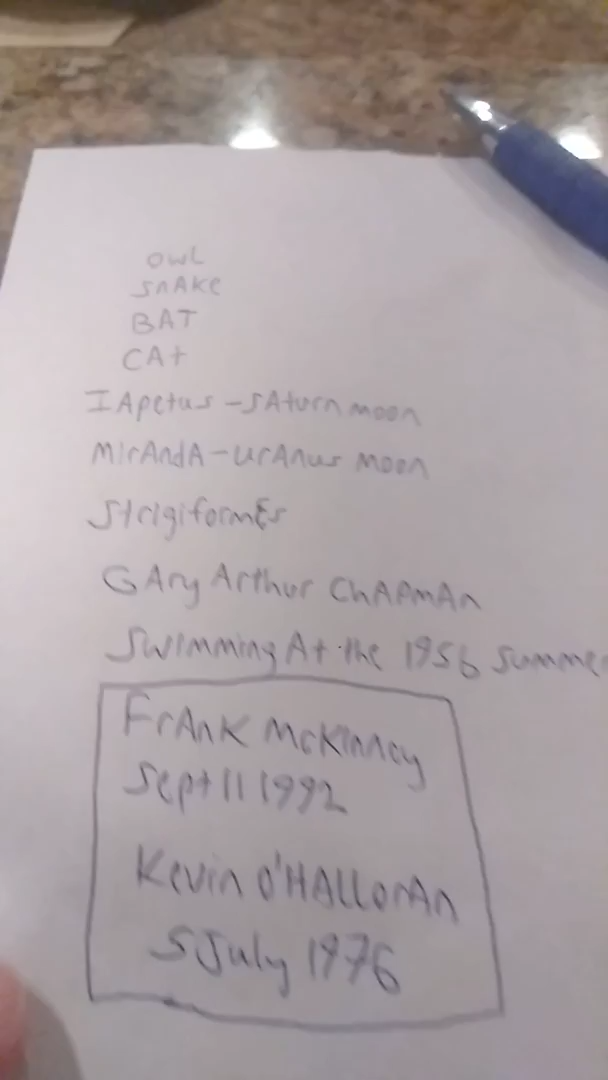 OWL
SNAKE
BAT
CAt
IApetus - SAturn moon
MirAndA - UrAnus Moon
StrigiformEs
GAry Arthur ChAPmAn
Swimming At the 1956 Summer
FrAnK McKinney
Sept 11 1992
Kevin O'HALLorAn
5 July 1976